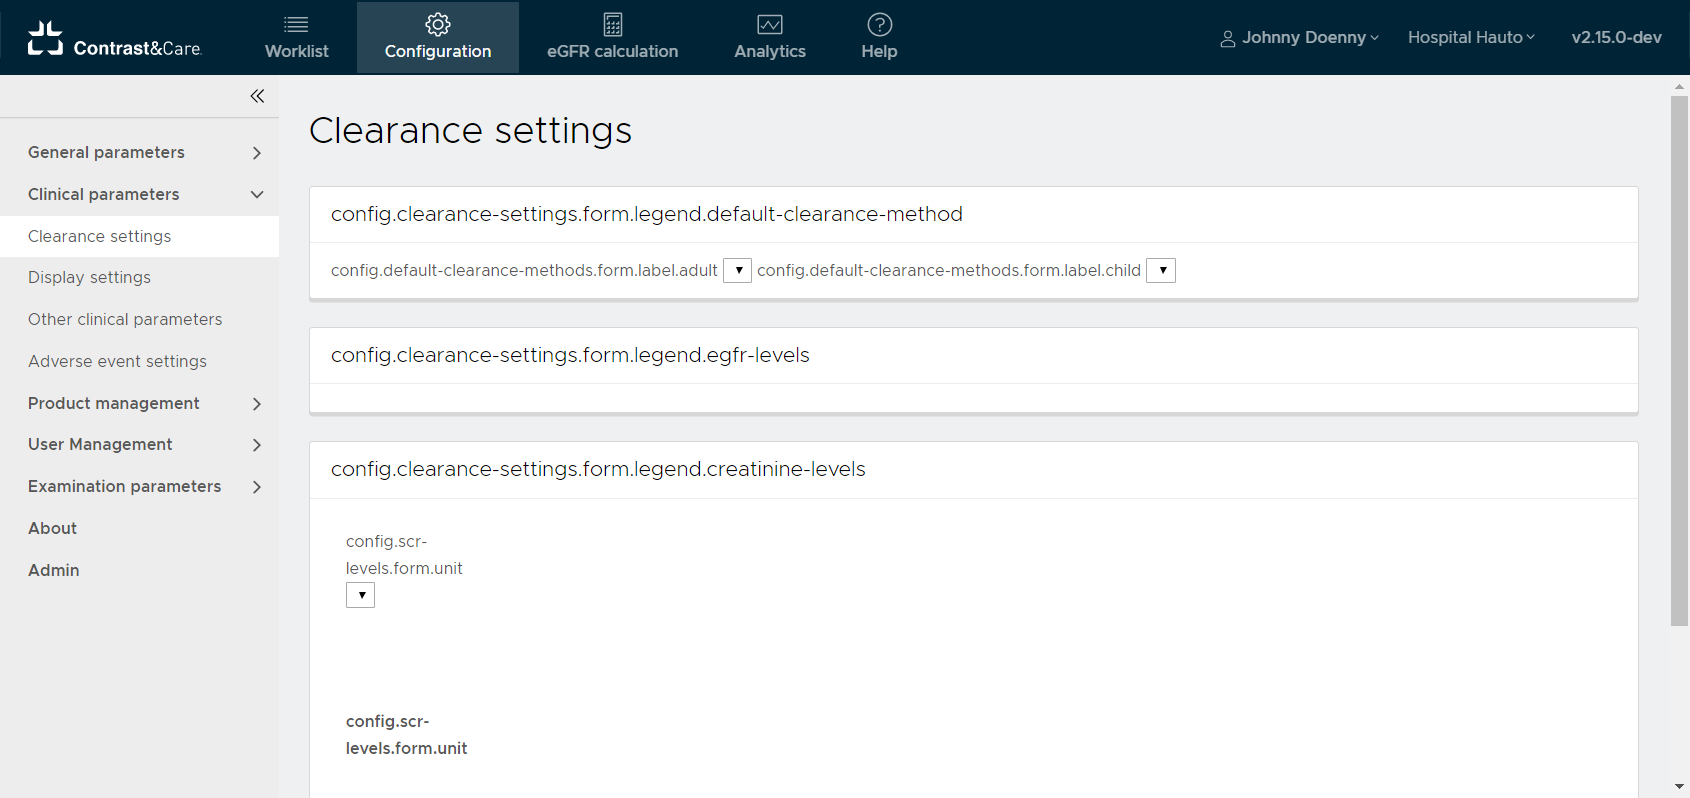 Contrast&Care
Worklist
Configuration
eGFR calculation
Analytics
Help
Johnny Doenny
Hospital Hauto
v2.15.0-dev
General parameters
Clinical parameters
Clearance settings
Display settings
Other clinical parameters
Adverse event settings
Product management
User Management
Examination parameters
About
Admin
Clearance settings
config.clearance-settings.form.legend.default-clearance-method
config.default-clearance-methods.form.label.adult config.default-clearance-methods.form.label.child
config.clearance-settings.form.legend.egfr-levels
config.clearance-settings.form.legend.creatinine-levels
config.scr-
levels.form.unit
config.scr-
levels.form.unit